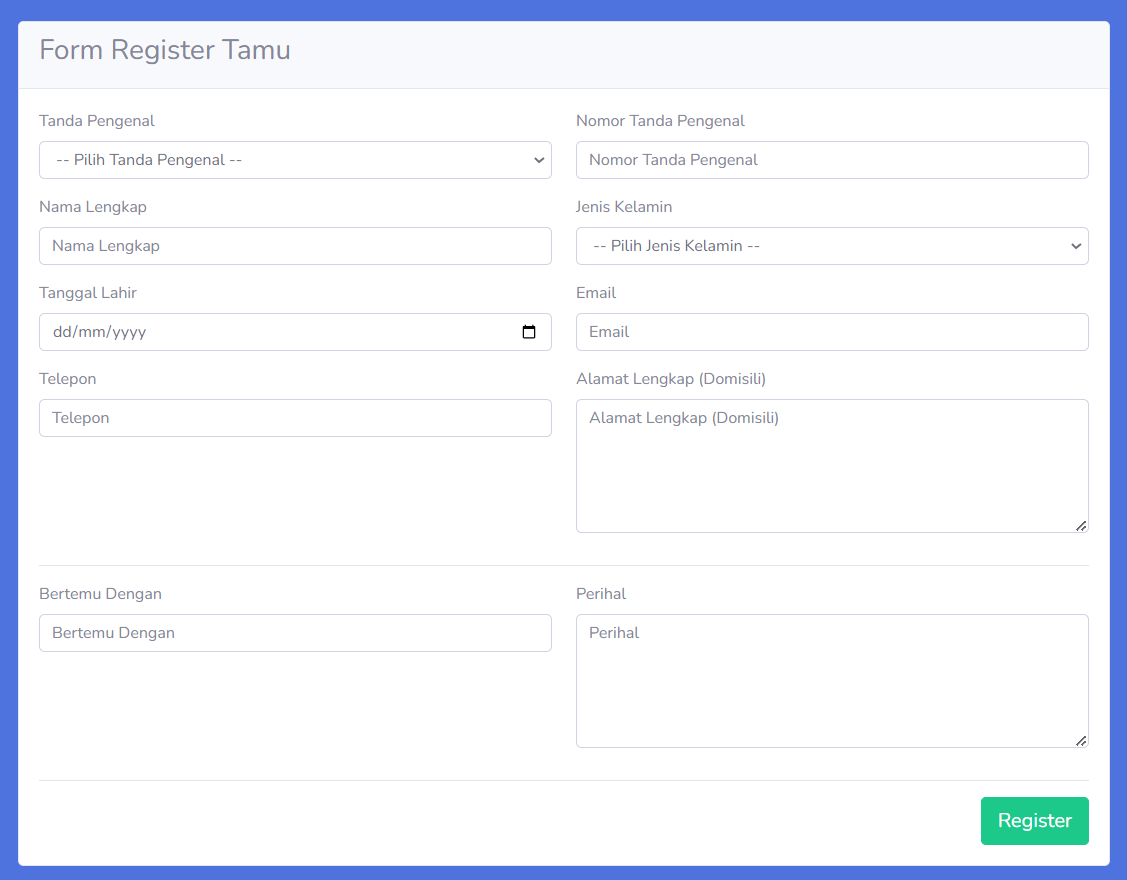 Form Register Tamu
Tanda Pengenal
Nomor Tanda Pengenal
-- Pilih Tanda Pengenal --
Nomor Tanda Pengenal
Nama Lengkap
Jenis Kelamin
Nama Lengkap
-- Pilih Jenis Kelamin --
Tanggal Lahir
Email
dd/mm/yyyy
Email
Telepon
Alamat Lengkap (Domisili)
Telepon
Alamat Lengkap (Domisili)
Bertemu Dengan
Perihal
Bertemu Dengan
Perihal
Register